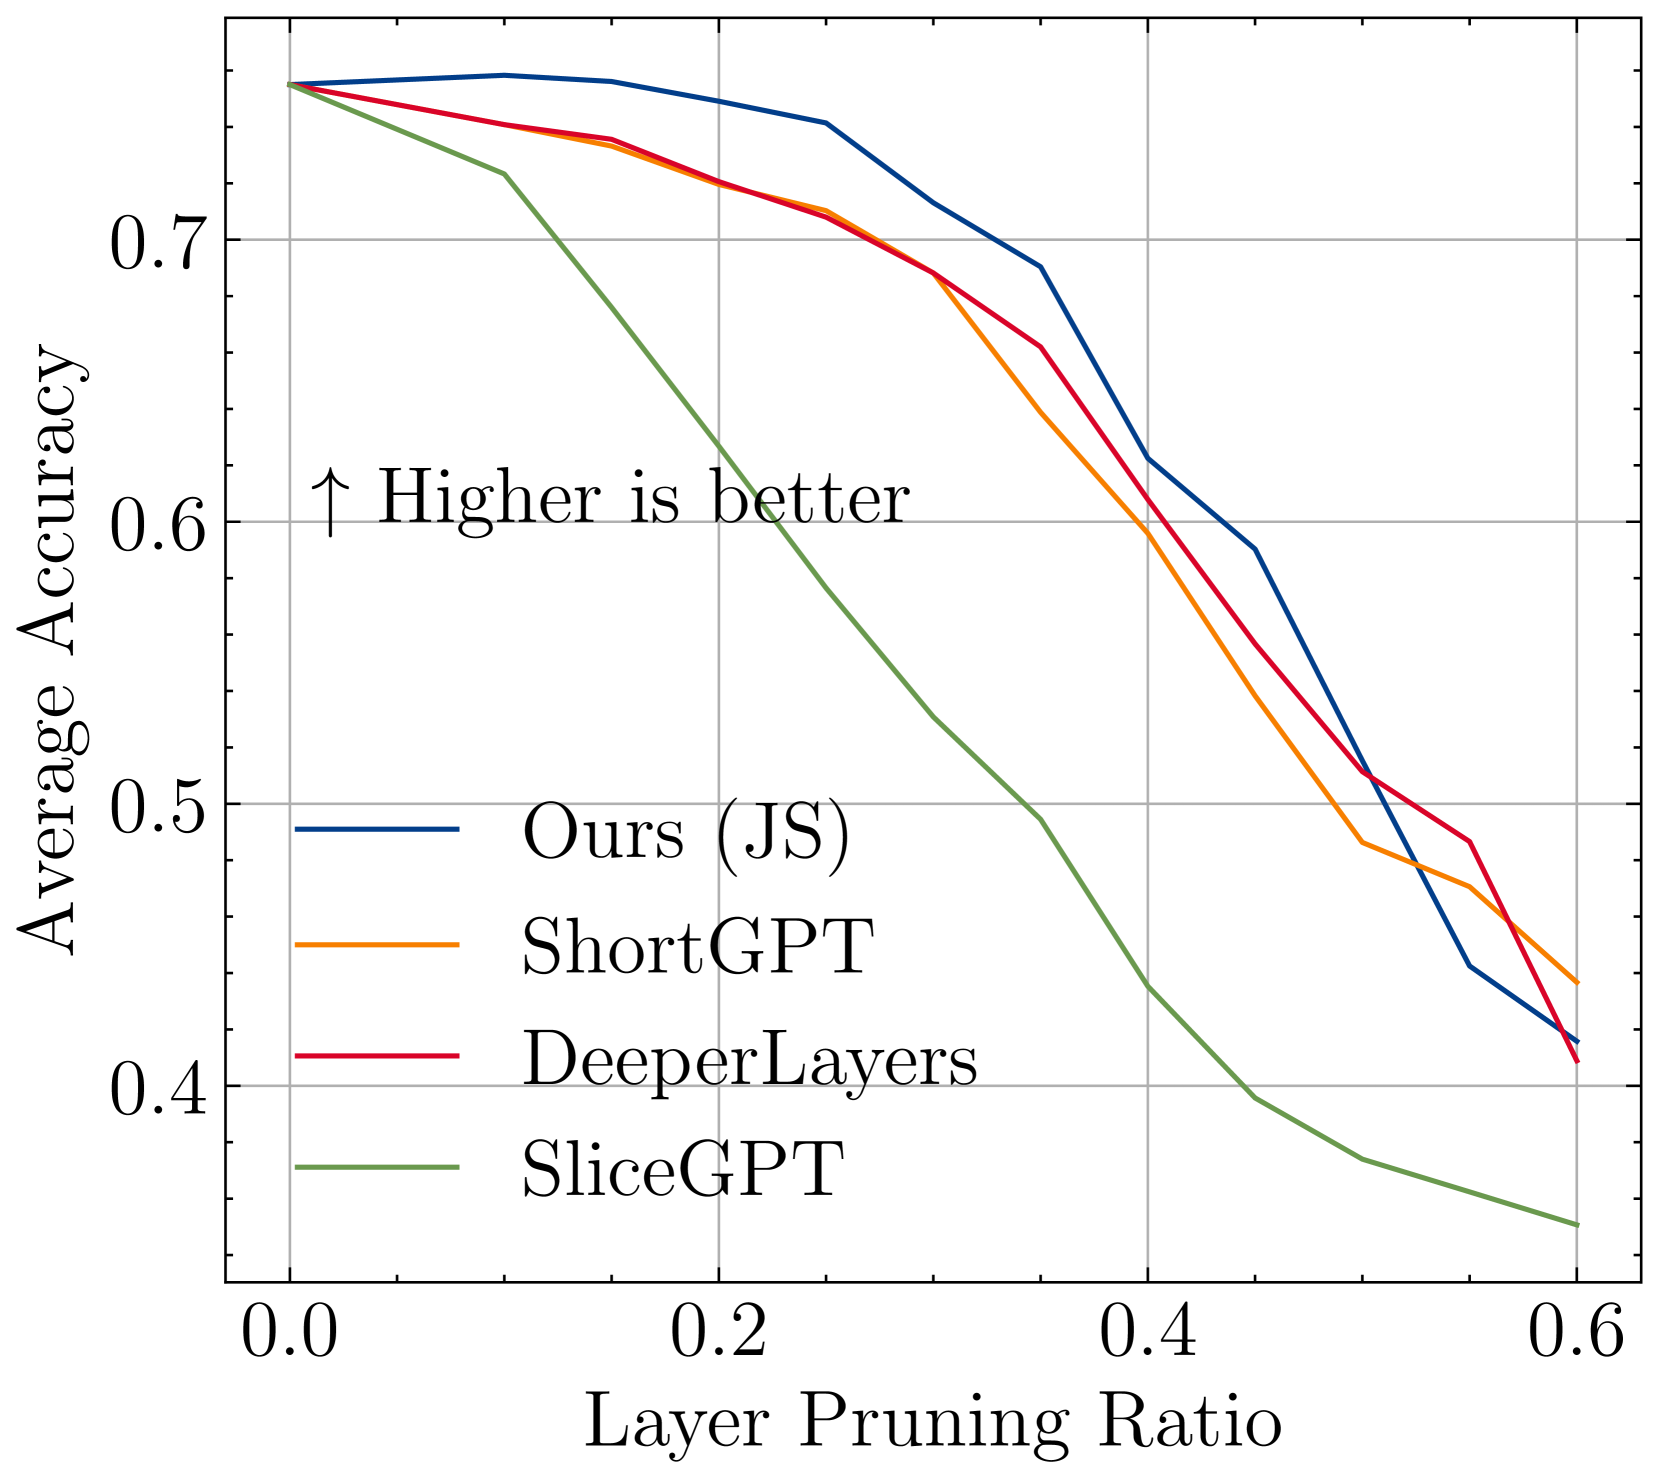 Average Accuracy
0.7
0.6
0.5
0.4
↑ Higher is better
Ours (JS)
ShortGPT
DeeperLayers
SliceGPT
0.0
0.2
0.4
0.6
Layer Pruning Ratio